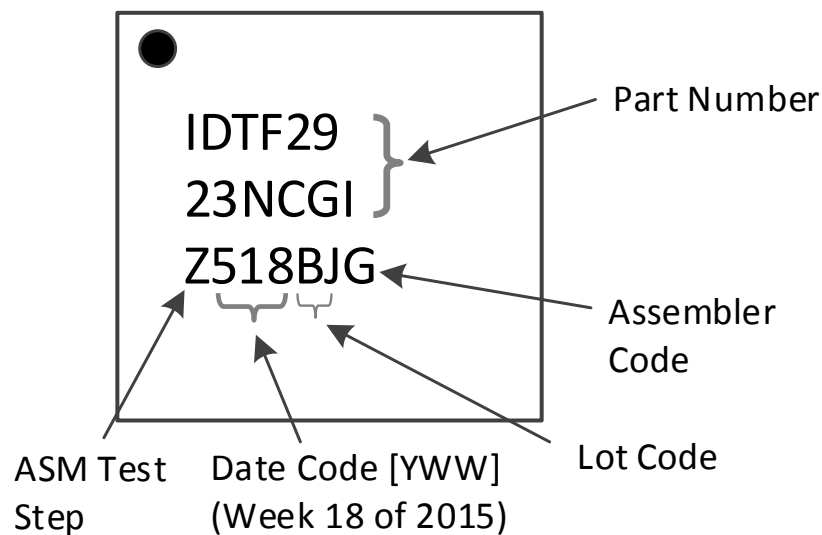 IDTF29
23NCGI
Z518BJG
Part Number
Assembler
Code
Lot Code
Date Code [YWW]
(Week 18 of 2015)
ASM Test
Step